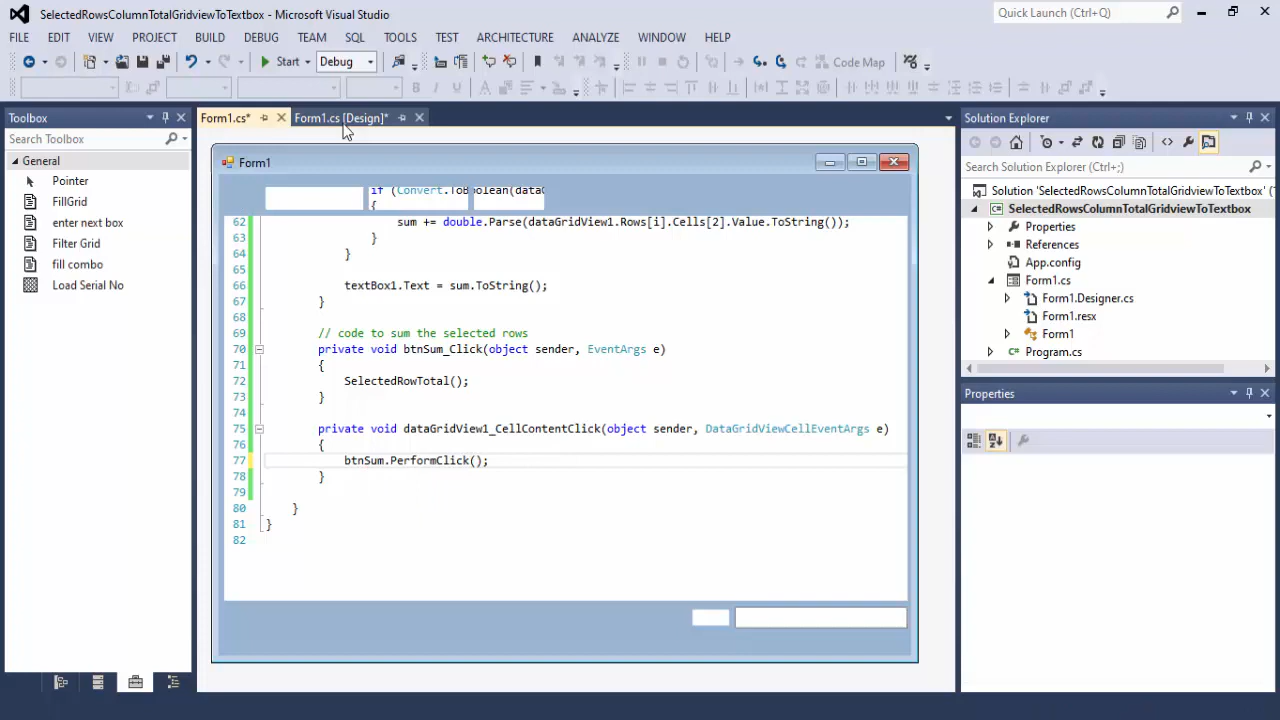 SelectedRowsColumnTotalGridviewToTextbox - Microsoft Visual Studio
Quick Launch (Ctrl+Q)
FILE EDIT VIEW PROJECT BUILD DEBUG TEAM SQL TOOLS TEST ARCHITECTURE ANALYZE WINDOW HELP
Start Debug Code Map
Toolbox
Form1.cs* Form1.cs [Design]*
Solution Explorer
Search Toolbox
General
Pointer
FillGrid
enter next box
Filter Grid
fill combo
Load Serial No
Form1
if (Convert.ToBoolean(data
{
62 sum += double.Parse(dataGridView1.Rows[i].Cells[2].Value.ToString());
63 }
64 }
65
66 textBox1.Text = sum.ToString();
67 }
68
69 // code to sum the selected rows
70 private void btnSum_Click(object sender, EventArgs e)
71 {
72 SelectedRowTotal();
73 }
74
75 private void dataGridView1_CellContentClick(object sender, DataGridViewCellEventArgs e)
76 {
77 btnSum.PerformClick();
78 }
79
80 }
81 }
82
Search Solution Explorer (Ctrl+;)
Solution 'SelectedRowsColumnTotalGridviewToTextbox' (
SelectedRowsColumnTotalGridviewToTextbox
Properties
References
App.config
Form1.cs
Form1.Designer.cs
Form1.resx
Form1
Program.cs
Properties